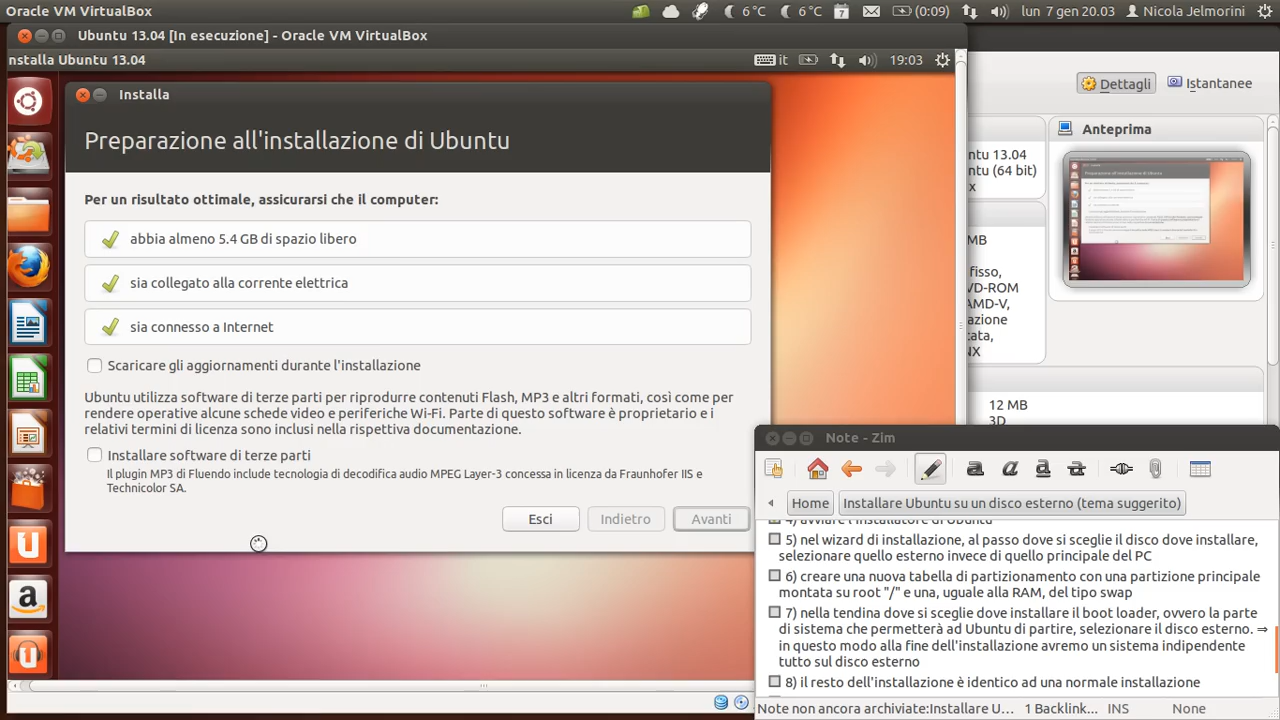 Oracle VM VirtualBox
6 °C
6 °C
7
(0:09)
lun 7 gen 20.03
Nicola Jelmorini
Ubuntu 13.04 [In esecuzione] - Oracle VM VirtualBox
nstalla Ubuntu 13.04
it
19:03
Installa
Preparazione all'installazione di Ubuntu
Per un risultato ottimale, assicurarsi che il computer:
abbia almeno 5.4 GB di spazio libero
sia collegato alla corrente elettrica
sia connesso a Internet
Scaricare gli aggiornamenti durante l'installazione
Ubuntu utilizza software di terze parti per riprodurre contenuti Flash, MP3 e altri formati, così come per
rendere operative alcune schede video e periferiche Wi-Fi. Parte di questo software è proprietario e i
relativi termini di licenza sono inclusi nella rispettiva documentazione.
Installare software di terze parti
Il plugin MP3 di Fluendo include tecnologia di decodifica audio MPEG Layer-3 concessa in licenza da Fraunhofer IIS e
Technicolor SA.
Esci
Indietro
Avanti
Dettagli
Istantanee
Anteprima
untu 13.04
untu (64 bit)
x
MB
fisso,
VD-ROM
AMD-V,
azione
cata,
NX
12 MB
3D
Note - Zim
Home
Installare Ubuntu su un disco esterno (tema suggerito)
4) avviare l'installatore di Ubuntu
5) nel wizard di installazione, al passo dove si sceglie il disco dove installare,
selezionare quello esterno invece di quello principale del PC
6) creare una nuova tabella di partizionamento con una partizione principale
montata su root "/" e una, uguale alla RAM, del tipo swap
7) nella tendina dove si sceglie dove installare il boot loader, ovvero la parte
di sistema che permetterà ad Ubuntu di partire, selezionare il disco esterno. ⇒
in questo modo alla fine dell'installazione avremo un sistema indipendente
tutto sul disco esterno
8) il resto dell'installazione è identico ad una normale installazione
Note non ancora archiviate:Installare U...
1 Backlink...
INS
None